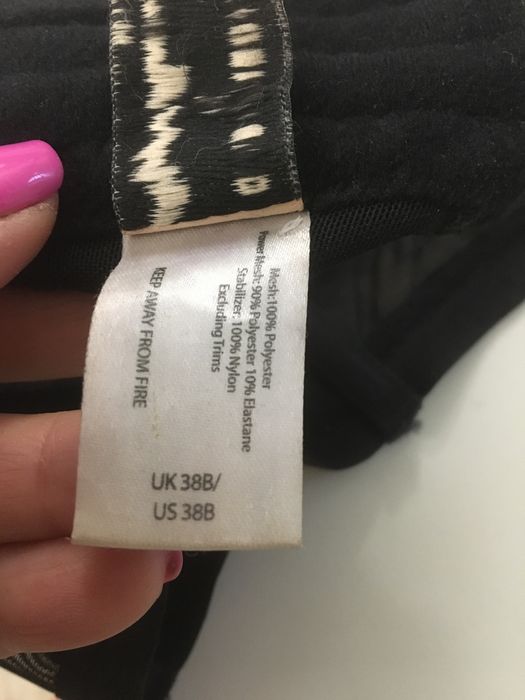 Mesh:100% Polyester
Power Mesh: 90% Polyester 10% Elastane
Stabilizer: 100% Nylon
Excluding Trims
KEEP AWAY FROM FIRE
UK 38B/
US 38B